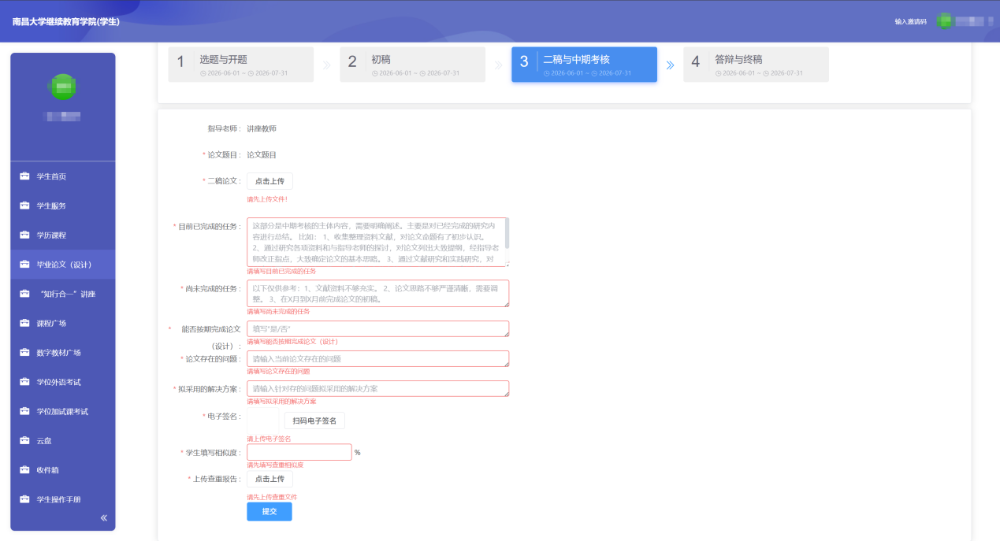 南昌大学继续教育学院(学生)
输入邀请码
1 选题与开题
2026-06-01 ~ 2026-07-31
2 初稿
2026-06-01 ~ 2026-07-31
3 二稿与中期考核
2026-06-01 ~ 2026-07-31
4 答辩与终稿
2026-06-01 ~ 2026-07-31
学生首页
学生服务
学历课程
毕业论文（设计）
“知行合一”讲座
课程广场
数字教材广场
学位外语考试
学位加试课考试
云盘
收件箱
学生操作手册
指导老师： 讲座教师
* 论文题目： 论文题目
* 二稿论文： 点击上传
请先上传文件！
* 目前已完成的任务： 这部分是中期考核的主体内容，需要明确阐述。主要是对已经完成的研究内
容进行总结。 比如： 1、收集整理资料文献，对论文命题有了初步认识。
2、通过研究各项资料和与指导老师的探讨，对论文列出大致提纲，经指导老
师改正指点，大致确定论文的基本思路。 3、通过文献研究和实践研究，对
请填写目前已完成的任务
* 尚未完成的任务： 以下仅供参考：1、文献资料不够充实。 2、论文思路不够严谨清晰，需要调
整。 3、在X月到X月前完成论文的初稿。
请填写尚未完成的任务
* 能否按期完成论文
（设计）： 填写"是/否"
请填写能否按期完成论文（设计）
* 论文存在的问题： 请输入当前论文存在的问题
请填写论文存在的问题
* 拟采用的解决方案： 请输入针对存的问题拟采用的解决方案
请填写拟采用的解决方案
* 电子签名： 扫码电子签名
请上传电子签名
* 学生填写相似度： %
请先填写查重相似度
* 上传查重报告： 点击上传
请先上传查重文件
提交